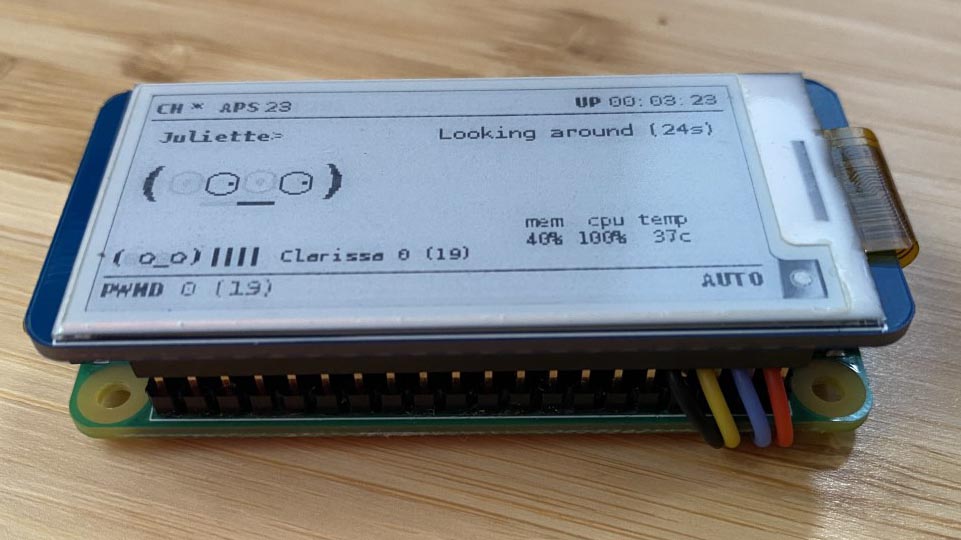 CH * APS 23 UP 00:03:23
Juliette>
Looking around (24s)
mem cpu temp
40% 100% 37c
Clarissa 0 (19)
PWND 0 (19) AUTO